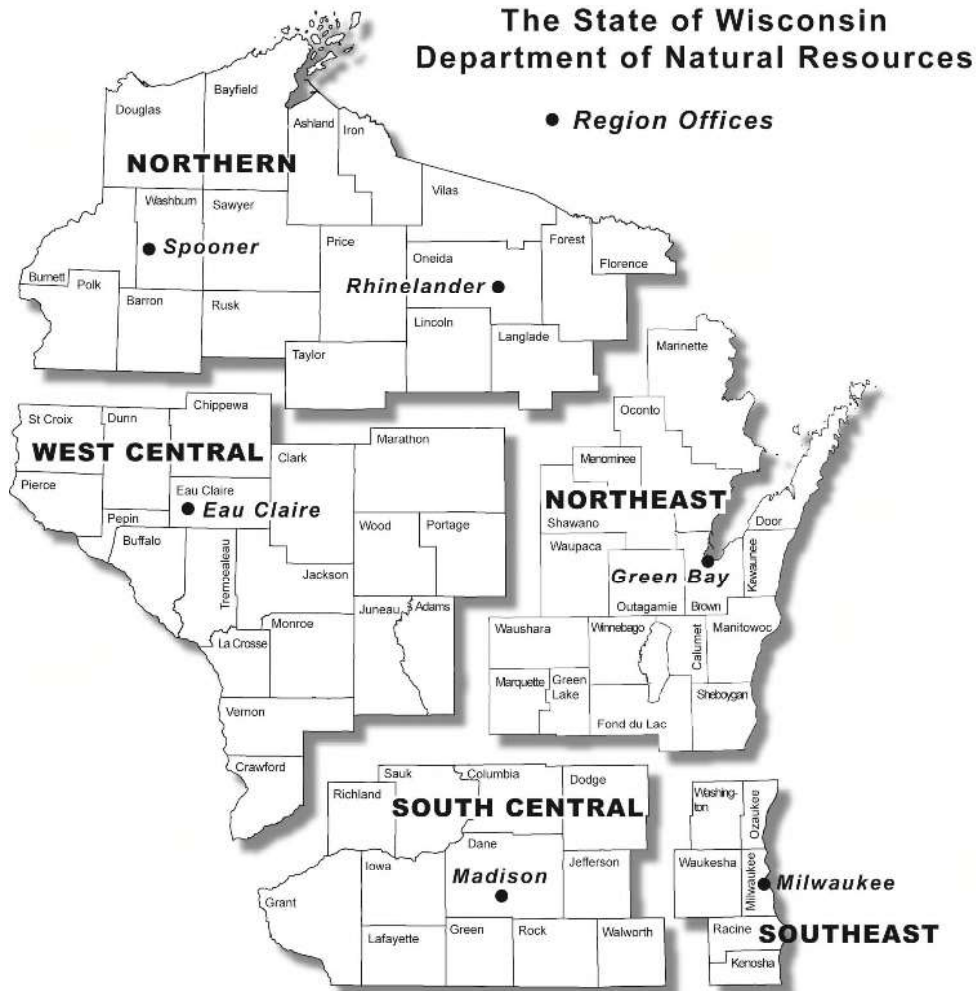 The State of Wisconsin
Department of Natural Resources
Region Offices
Douglas
Bayfield
Ashland
Iron
NORTHERN
Vilas
Washburn
Sawyer
Spooner
Price
Oneida
Forest
Florence
Burnett
Polk
Barron
Rusk
Rhinelander
Lincoln
Langlade
Taylor
Marinette
St Croix
Dunn
Chippewa
WEST CENTRAL
Clark
Marathon
Pierce
Eau Claire
Eau Claire
Pepin
Buffalo
Trempealeau
Wood
Portage
Jackson
Juneau
Adams
Monroe
La Crosse
Vernon
Crawford
Oconto
Menominee
NORTHEAST
Shawano
Door
Waupaca
Green Bay
Kewaunee
Outagamie
Brown
Waushara
Winnebago
Calumet
Manitowoc
Marquette
Green
Lake
Sheboygan
Fond du Lac
Sauk
Columbia
Dodge
Richland
SOUTH CENTRAL
Iowa
Dane
Jefferson
Madison
Grant
Lafayette
Green
Rock
Walworth
Washing-
ton
Ozaukee
Waukesha
Milwaukee
Milwaukee
Racine
SOUTHEAST
Kenosha